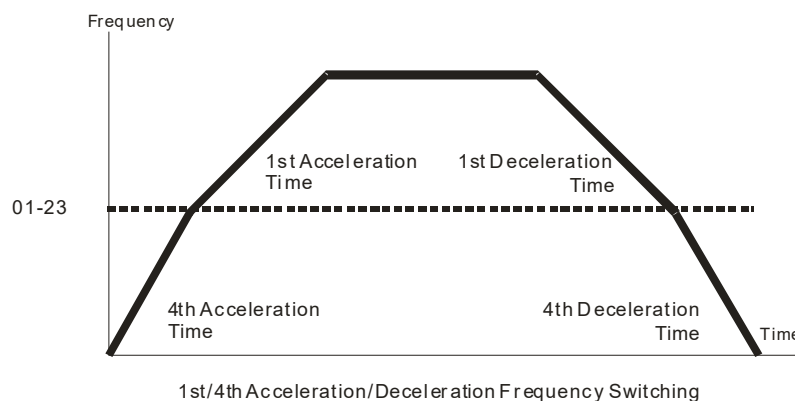 Frequency
1st Acceleration
Time
1st Deceleration
Time
01-23
4th Acceleration
Time
4th Deceleration
Time
Time
1st/4th Acceleration/Deceleration Frequency Switching